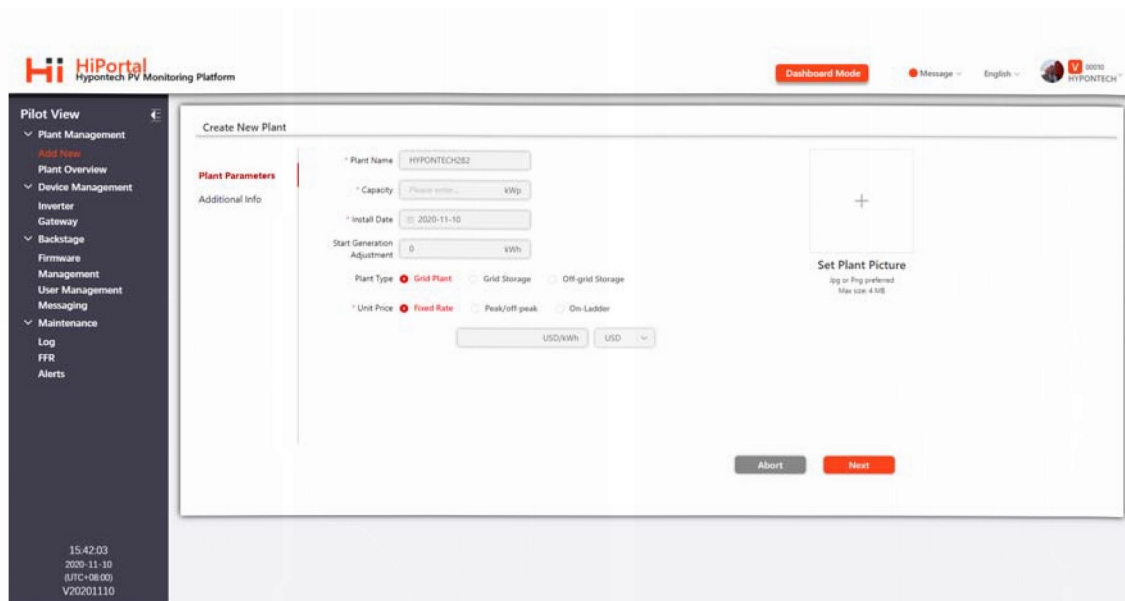 Hi HiPortal
Hypontech PV Monitoring Platform
Dashboard Mode
Message
English
V 00010
HYPONTECH
Pilot View
Plant Management
Add New
Plant Overview
Device Management
Inverter
Gateway
Backstage
Firmware
Management
User Management
Messaging
Maintenance
Log
FFR
Alerts
15:42:03
2020-11-10
(UTC+08:00)
V20201110
Create New Plant
Plant Parameters
Additional Info
* Plant Name HYPONTECH282
* Capacity Please enter... kWp
* Install Date 2020-11-10
Start Generation
Adjustment 0 kWh
Plant Type Grid Plant Grid Storage Off-grid Storage
* Unit Price Fixed Rate Peak/off-peak On-Ladder
USD/kWh USD
+
Set Plant Picture
Jpg or Png preferred
Max size: 4 MB
Abort Next